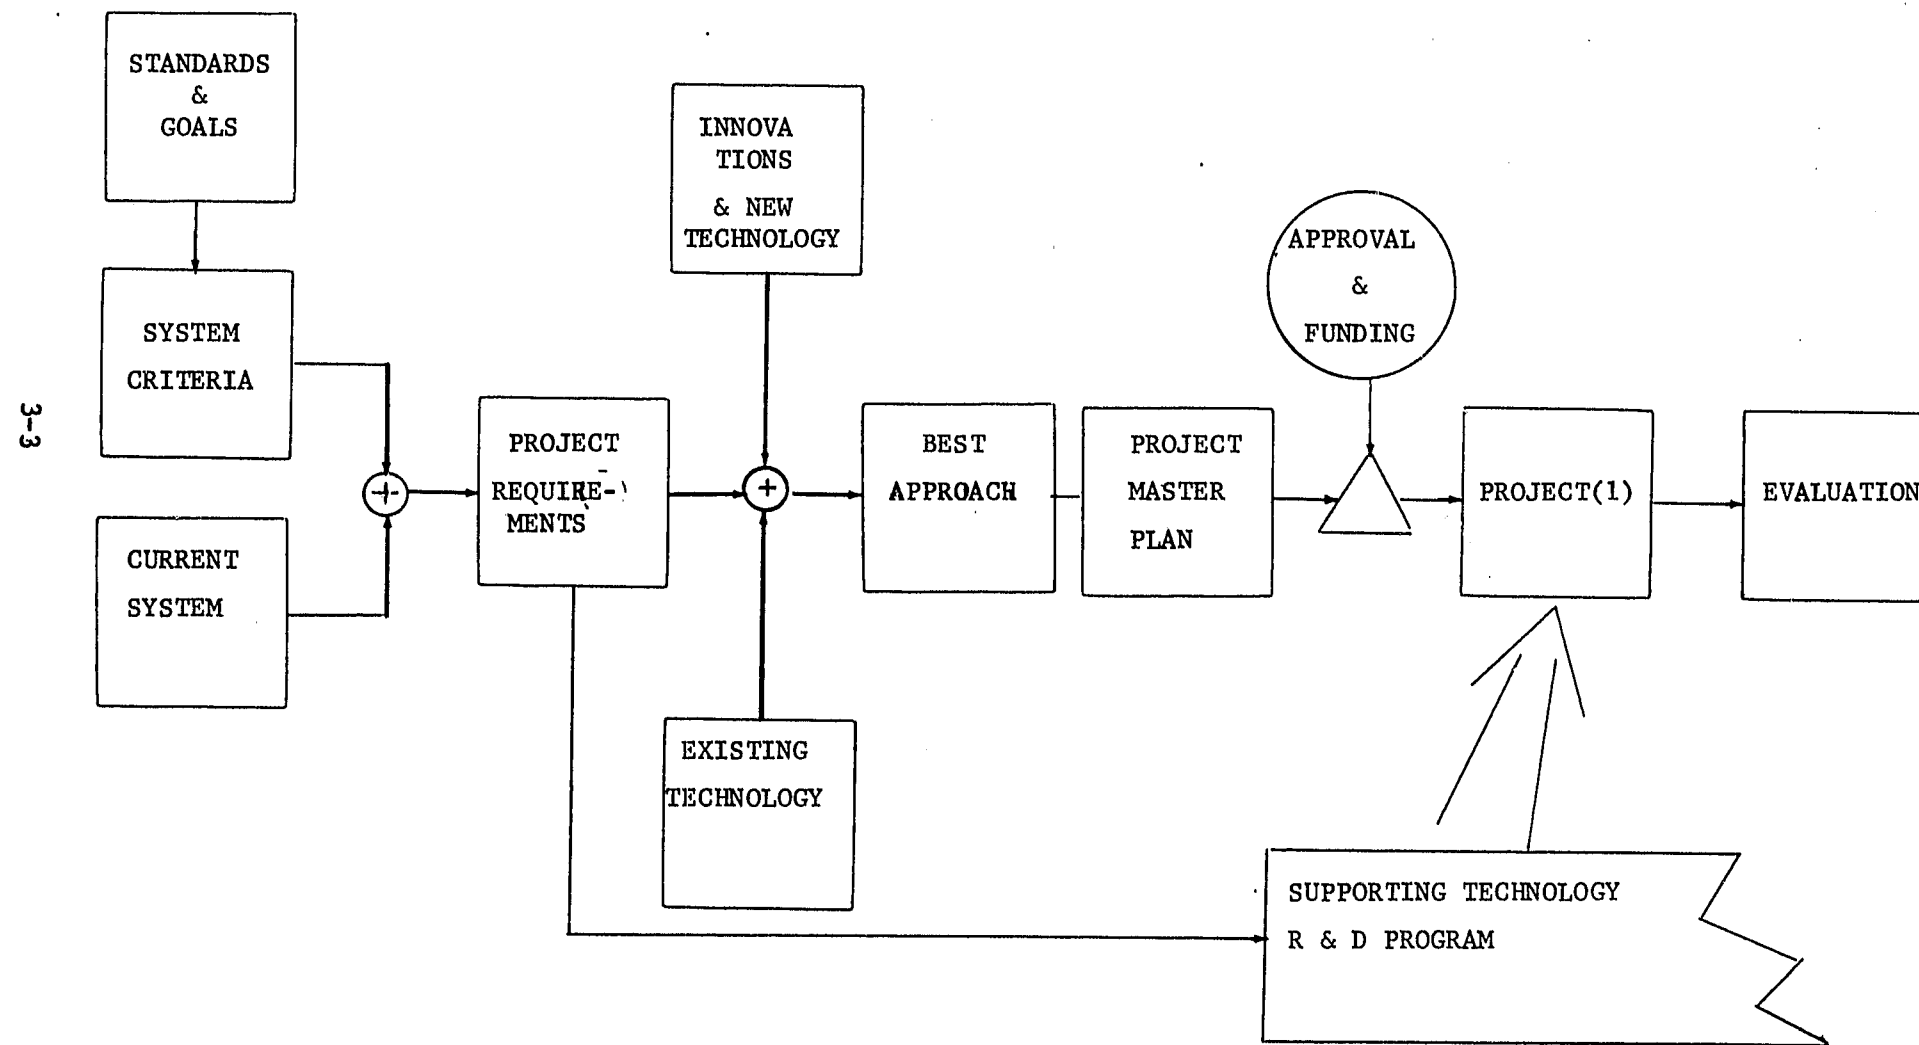 STANDARDS
&
GOALS
INNOVA
TIONS
& NEW
TECHNOLOGY
APPROVAL
&
FUNDING
SYSTEM
CRITERIA
3-3
+
PROJECT
REQUIRE-
MENTS
+
BEST
APPROACH
PROJECT
MASTER
PLAN
PROJECT(1)
EVALUATION
CURRENT
SYSTEM
EXISTING
TECHNOLOGY
SUPPORTING TECHNOLOGY
R & D PROGRAM